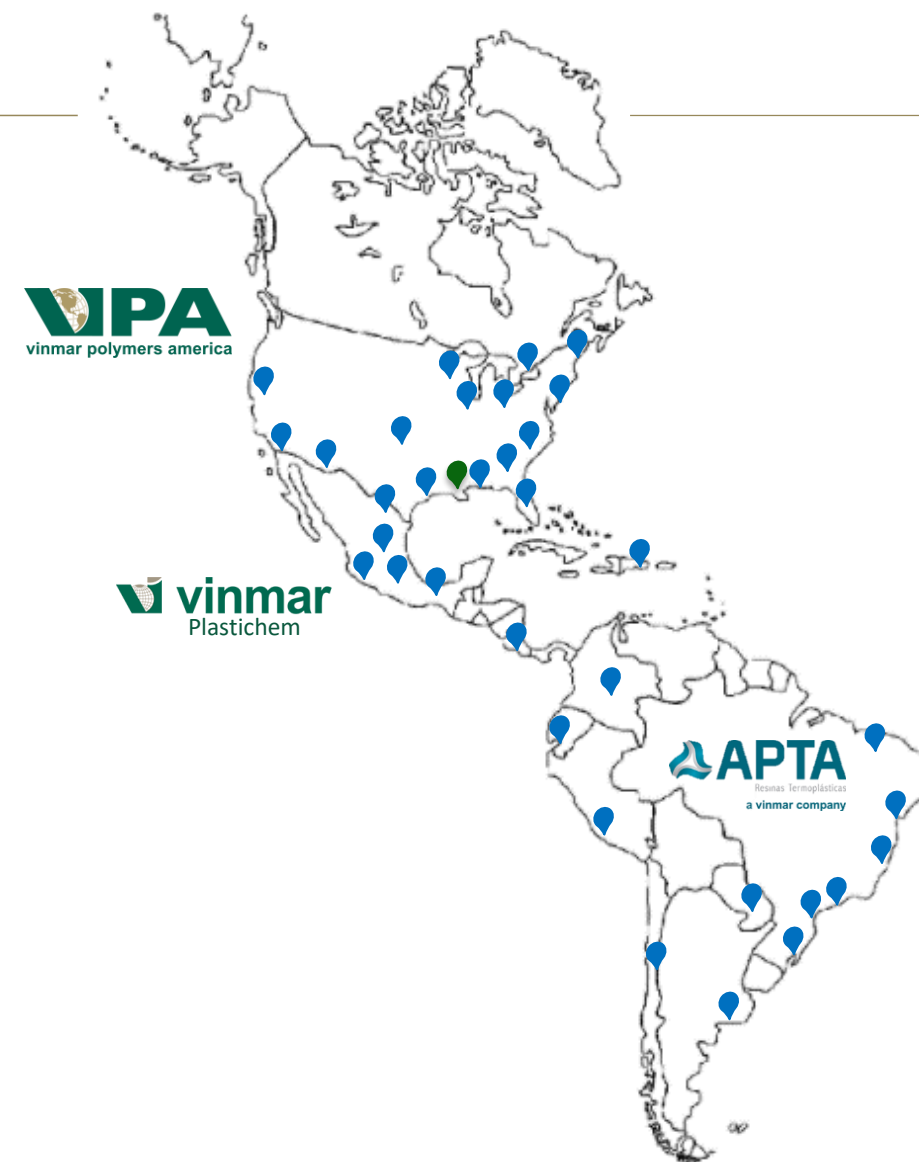 VPA
vinmar polymers america
vinmar
Plastichem
APTA
Resinas Termoplásticas
a vinmar company